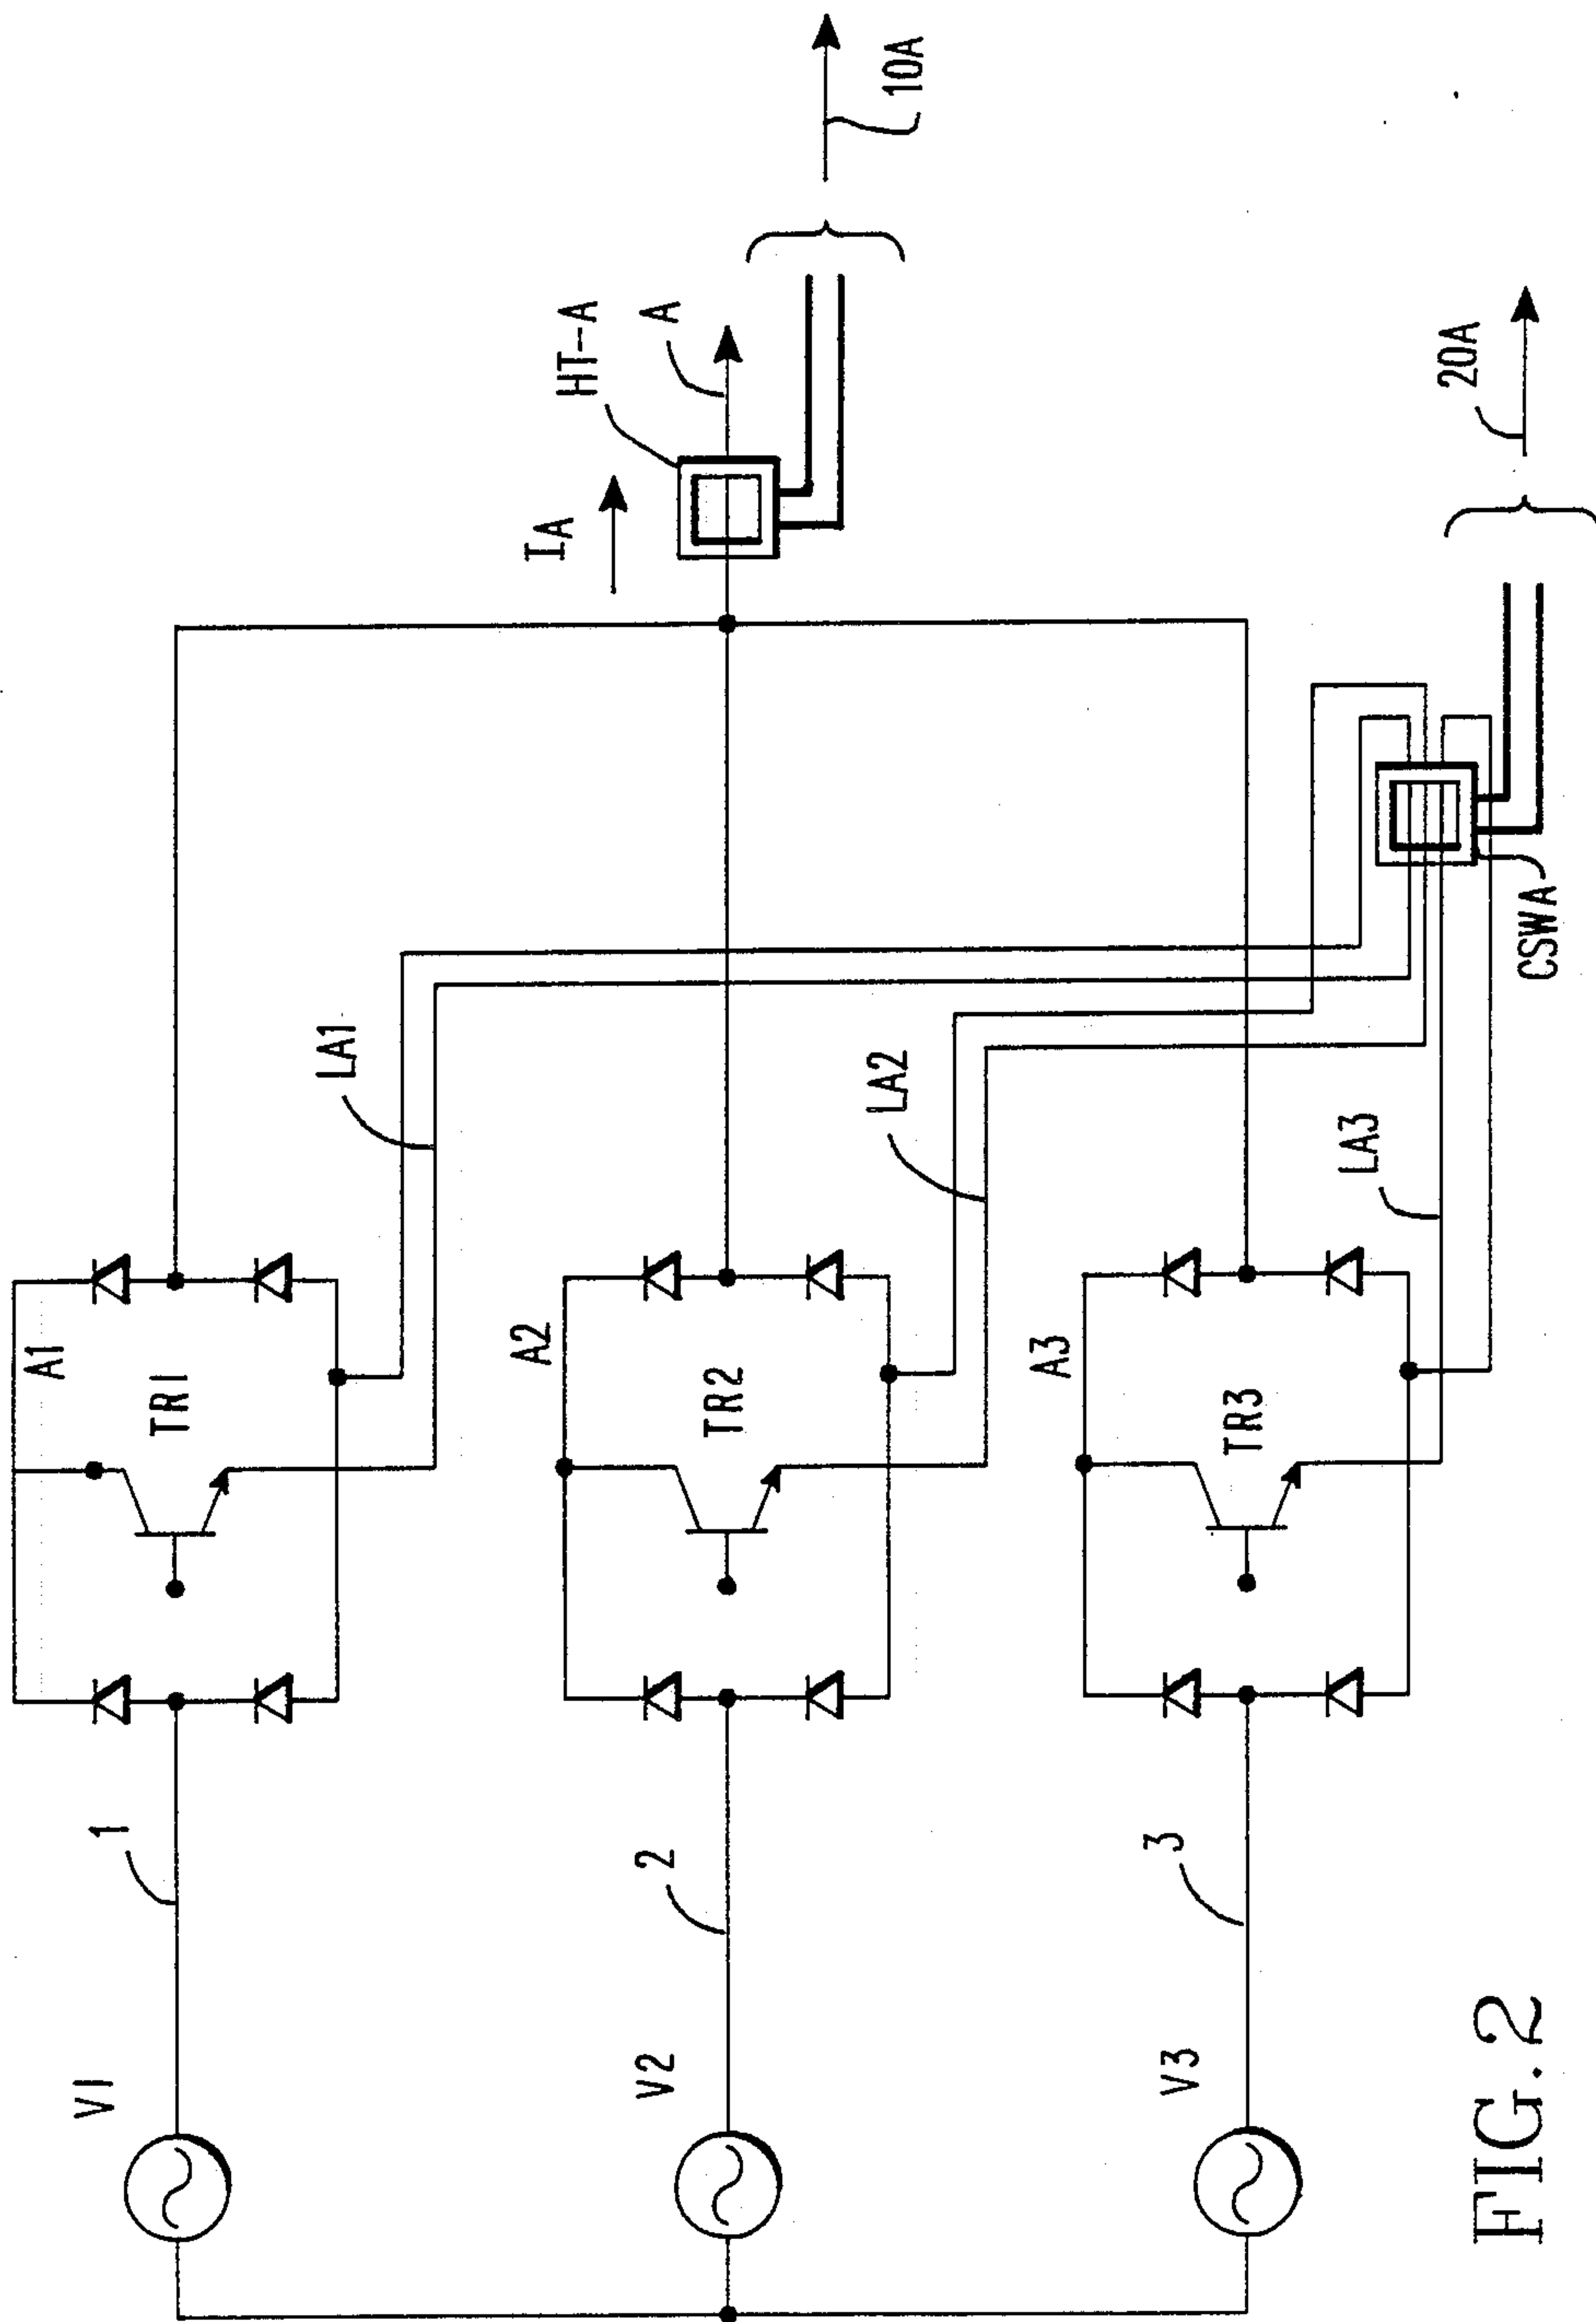 V1
1
A1
TR1
LA1
V2
2
A2
TR2
LA2
V3
3
A3
TR3
LA3
IA
HT-A
A
10A
CSWA
20A
FIG.2